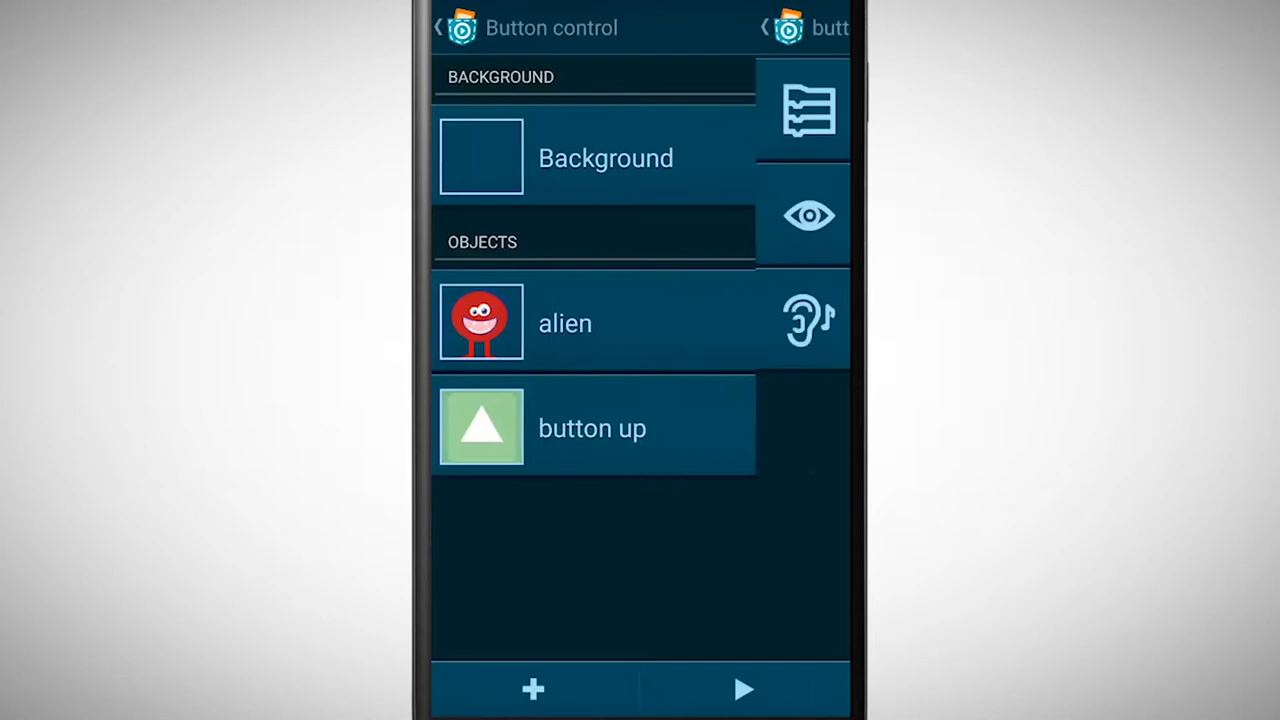 Button control
butt
BACKGROUND
Background
OBJECTS
alien
button up